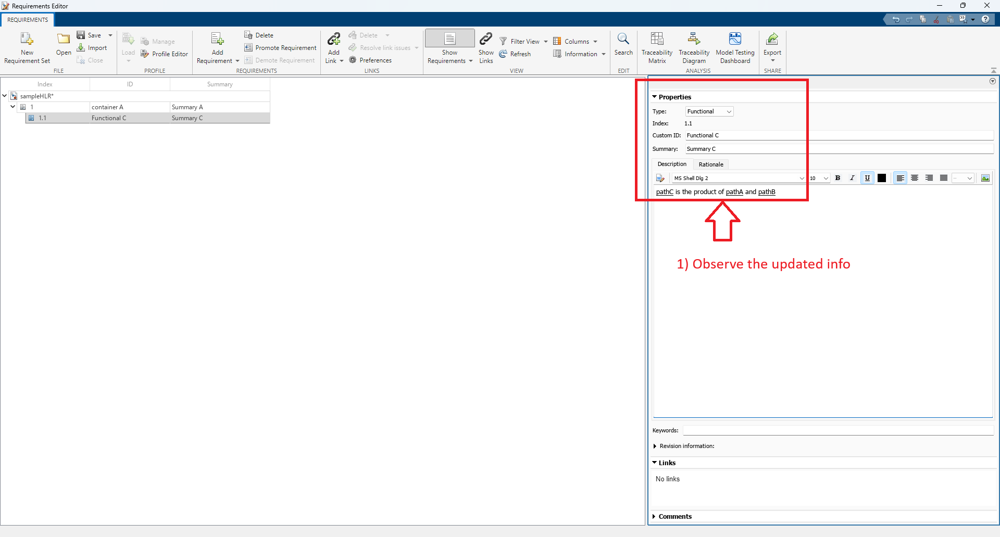 Requirements Editor
REQUIREMENTS
New
Requirement Set
Open
Save
Import
Close
FILE
Load
Manage
Profile Editor
PROFILE
Add
Requirement
Delete
Promote Requirement
Demote Requirement
REQUIREMENTS
Add
Link
Delete
Resolve link issues
Preferences
LINKS
Show
Requirements
Show
Links
Filter View
Refresh
Columns
Information
VIEW
Search
EDIT
Traceability
Matrix
Traceability
Diagram
Model Testing
Dashboard
ANALYSIS
Export
SHARE
Index ID Summary
sampleHLR*
1 container A Summary A
1.1 Functional C Summary C
Properties
Type: Functional
Index: 1.1
Custom ID: Functional C
Summary: Summary C
Description Rationale
MS Shell Dlg 2 10 B I U ...
pathC is the product of pathA and pathB
1) Observe the updated info
Keywords:
Revision information:
Links
No links
Comments